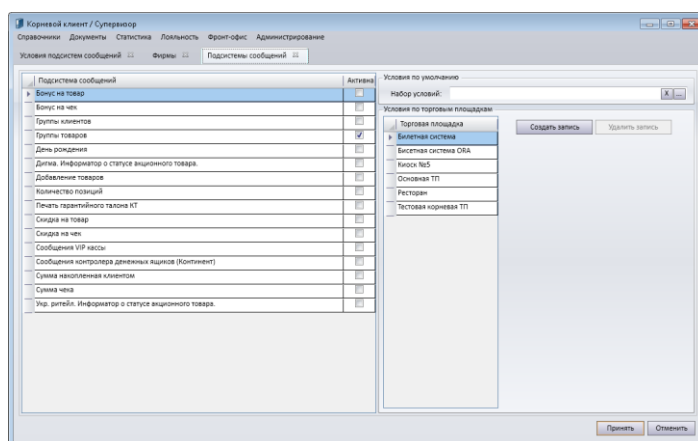 Корневой клиент / Супервизор
Справочники Документы Статистика Лояльность Фронт-офис Администрирование
Условия подсистем сообщений Фирмы Подсистемы сообщений
Подсистема сообщений Активна
Бонус на товар
Бонус на чек
Группы клиентов
Группы товаров
День рождения
Дигма. Информатор о статусе акционного товара.
Добавление товаров
Количество позиций
Печать гарантийного талона КТ
Скидка на товар
Скидка на чек
Сообщения VIP кассы
Сообщения контролера денежных ящиков (Континент)
Сумма накопленная клиентом
Сумма чека
Укр. ритейл. Информатор о статусе акционного товара.
Условия по умолчанию
Набор условий: X ...
Условия по торговым площадкам
Торговая площадка
Билетная система
Бисетная система ORA
Киоск №5
Основная ТП
Ресторан
Тестовая корневая ТП
Создать запись Удалить запись
Принять Отменить